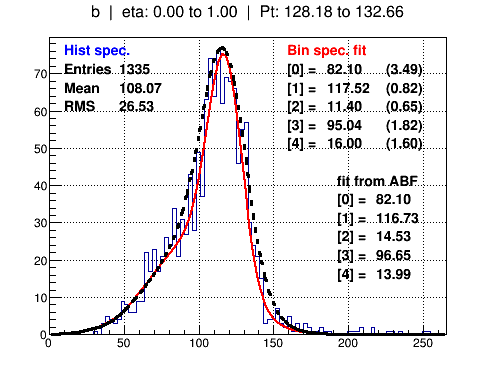 b | eta: 0.00 to 1.00 | Pt: 128.18 to 132.66
Hist spec.
Entries 1335
Mean 108.07
RMS 26.53
Bin spec. fit
[0] = 82.10 (3.49)
[1] = 117.52 (0.82)
[2] = 11.40 (0.65)
[3] = 95.04 (1.82)
[4] = 16.00 (1.60)
fit from ABF
[0] = 82.10
[1] = 116.73
[2] = 14.53
[3] = 96.65
[4] = 13.99
70
60
50
40
30
20
10
0
0 50 100 150 200 250